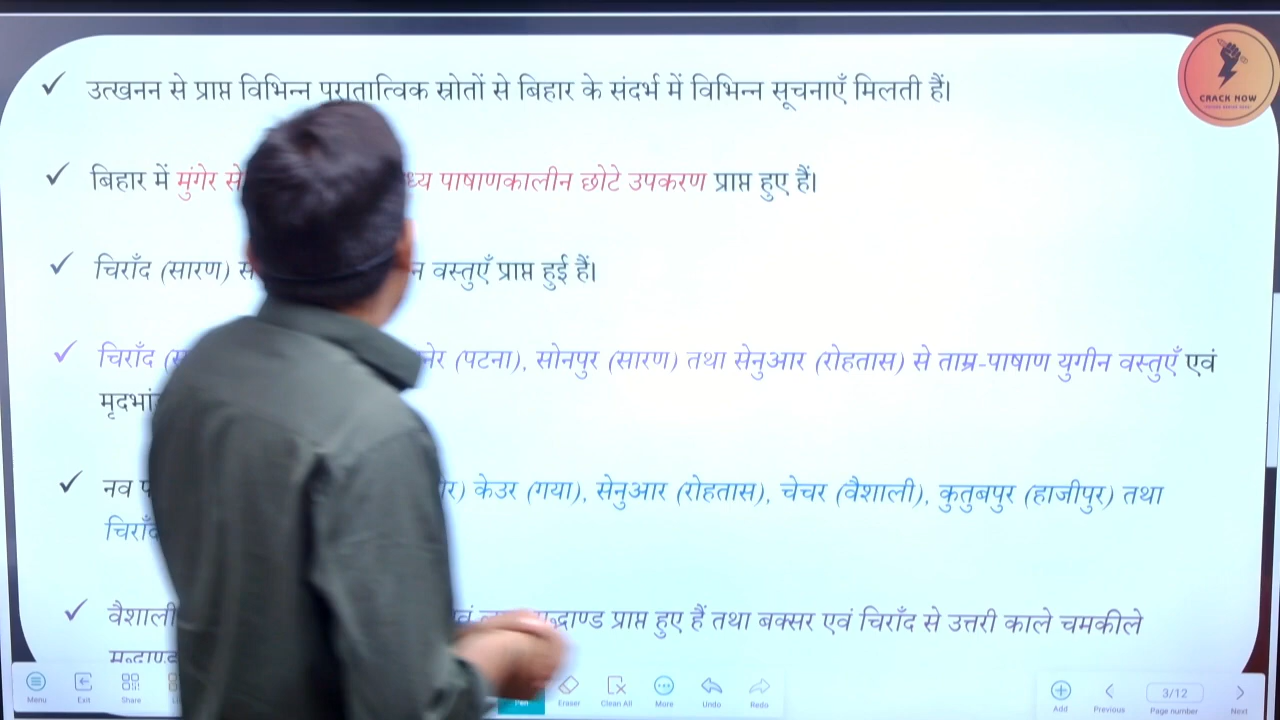 उत्खनन से प्राप्त विभिन्न पुरातात्विक स्रोतों से बिहार के संदर्भ में विभिन्न सूचनाएँ मिलती हैं।
CRACK NOW
बिहार में मुंगेर से पाषाणकालीन छोटे उपकरण प्राप्त हुए हैं।
चिराँद (सारण) वस्तुएँ प्राप्त हुई हैं।
चिराँद (पटना), सोनपुर (सारण) तथा सेनुआर (रोहतास) से ताम्र-पाषाण युगीन वस्तुएँ एवं
नव केउर (गया), सेनुआर (रोहतास), चेचर (वैशाली), कुतुबपुर (हाजीपुर) तथा
चिराँद
वैशाली प्राप्त हुए हैं तथा बक्सर एवं चिराँद से उत्तरी काले चमकीले
Menu Exit Share Pen Eraser Clean All More Undo Redo Add Previous 3/12 Page number Next